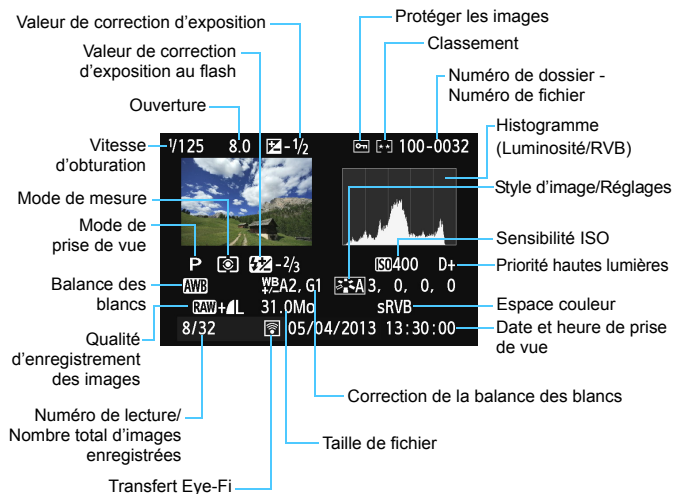 Valeur de correction d'exposition
Protéger les images
Valeur de correction
d'exposition au flash
Classement
Ouverture
Numéro de dossier -
Numéro de fichier
Vitesse
d'obturation
Histogramme
(Luminosité/RVB)
1/125 8.0 -1/2 100-0032
Mode de mesure
Style d'image/Réglages
Mode de
prise de vue
Sensibilité ISO
P -2/3 ISO 400 D+
Priorité hautes lumières
Balance des
blancs
AWB WB +/- A2, G1 A 3, 0, 0, 0
RAW+L 31.0Mo sRVB
Espace couleur
8/32 05/04/2013 13:30:00
Date et heure de prise
de vue
Qualité
d'enregistrement
des images
Correction de la balance des blancs
Numéro de lecture/
Nombre total d'images
enregistrées
Taille de fichier
Transfert Eye-Fi